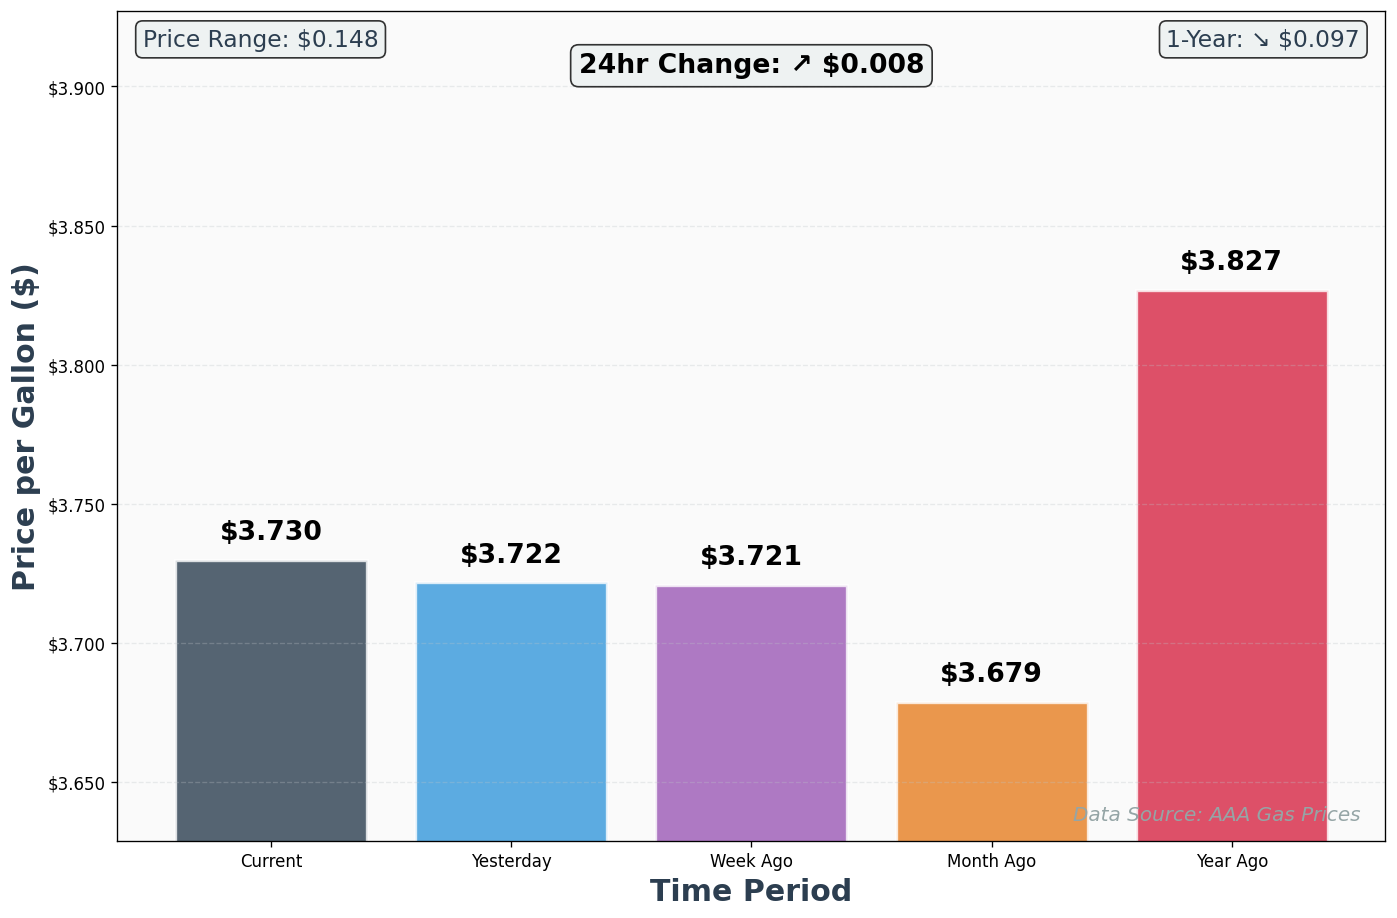 Price Range: $0.148
24hr Change: ↗ $0.008
1-Year: ↘ $0.097
Price per Gallon ($)
$3.900
$3.850
$3.800
$3.750
$3.700
$3.650
$3.730
$3.722
$3.721
$3.679
$3.827
Data Source: AAA Gas Prices
Current
Yesterday
Week Ago
Month Ago
Year Ago
Time Period